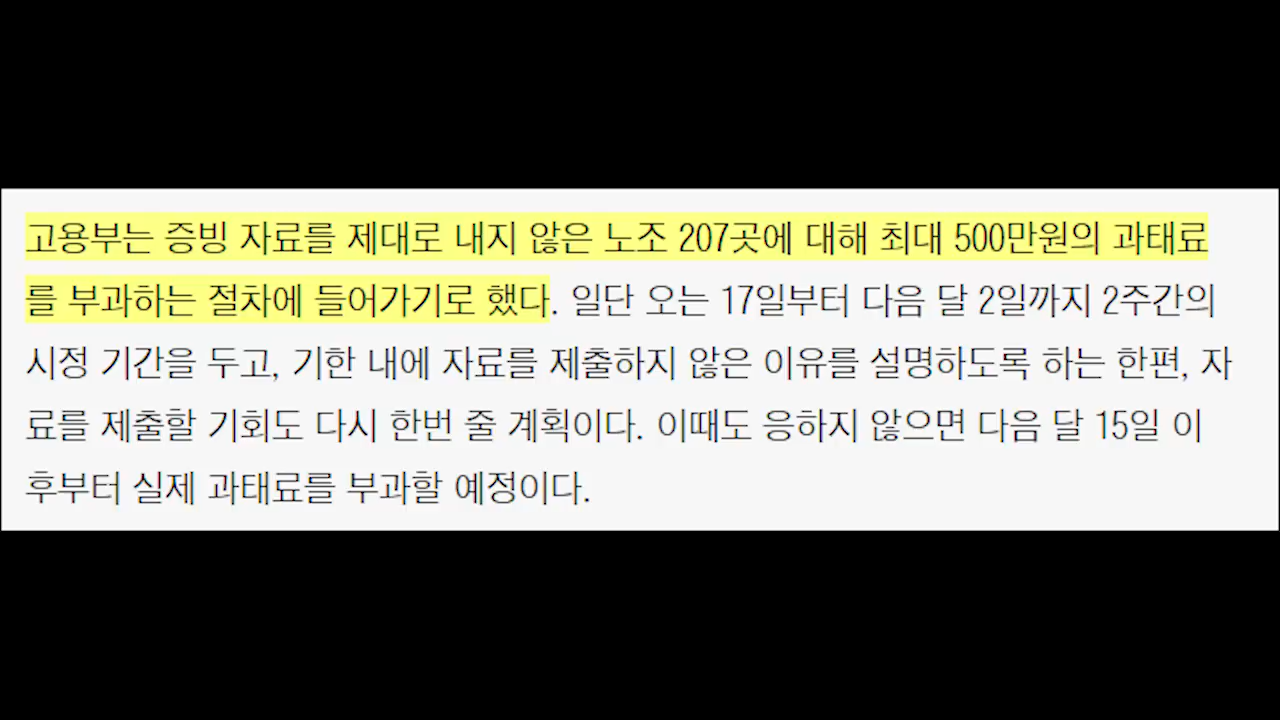 고용부는 증빙 자료를 제대로 내지 않은 노조 207곳에 대해 최대 500만원의 과태료
를 부과하는 절차에 들어가기로 했다. 일단 오는 17일부터 다음 달 2일까지 2주간의
시정 기간을 두고, 기한 내에 자료를 제출하지 않은 이유를 설명하도록 하는 한편, 자
료를 제출할 기회도 다시 한번 줄 계획이다. 이때도 응하지 않으면 다음 달 15일 이
후부터 실제 과태료를 부과할 예정이다.